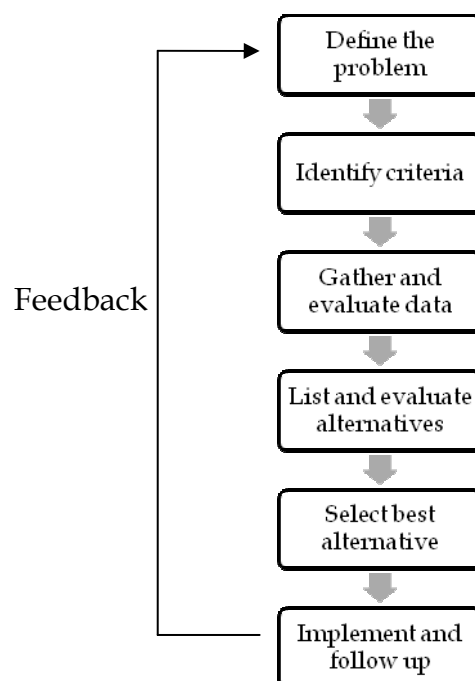 Define the
problem
Identify criteria
Gather and
evaluate data
Feedback
List and evaluate
alternatives
Select best
alternative
Implement and
follow up